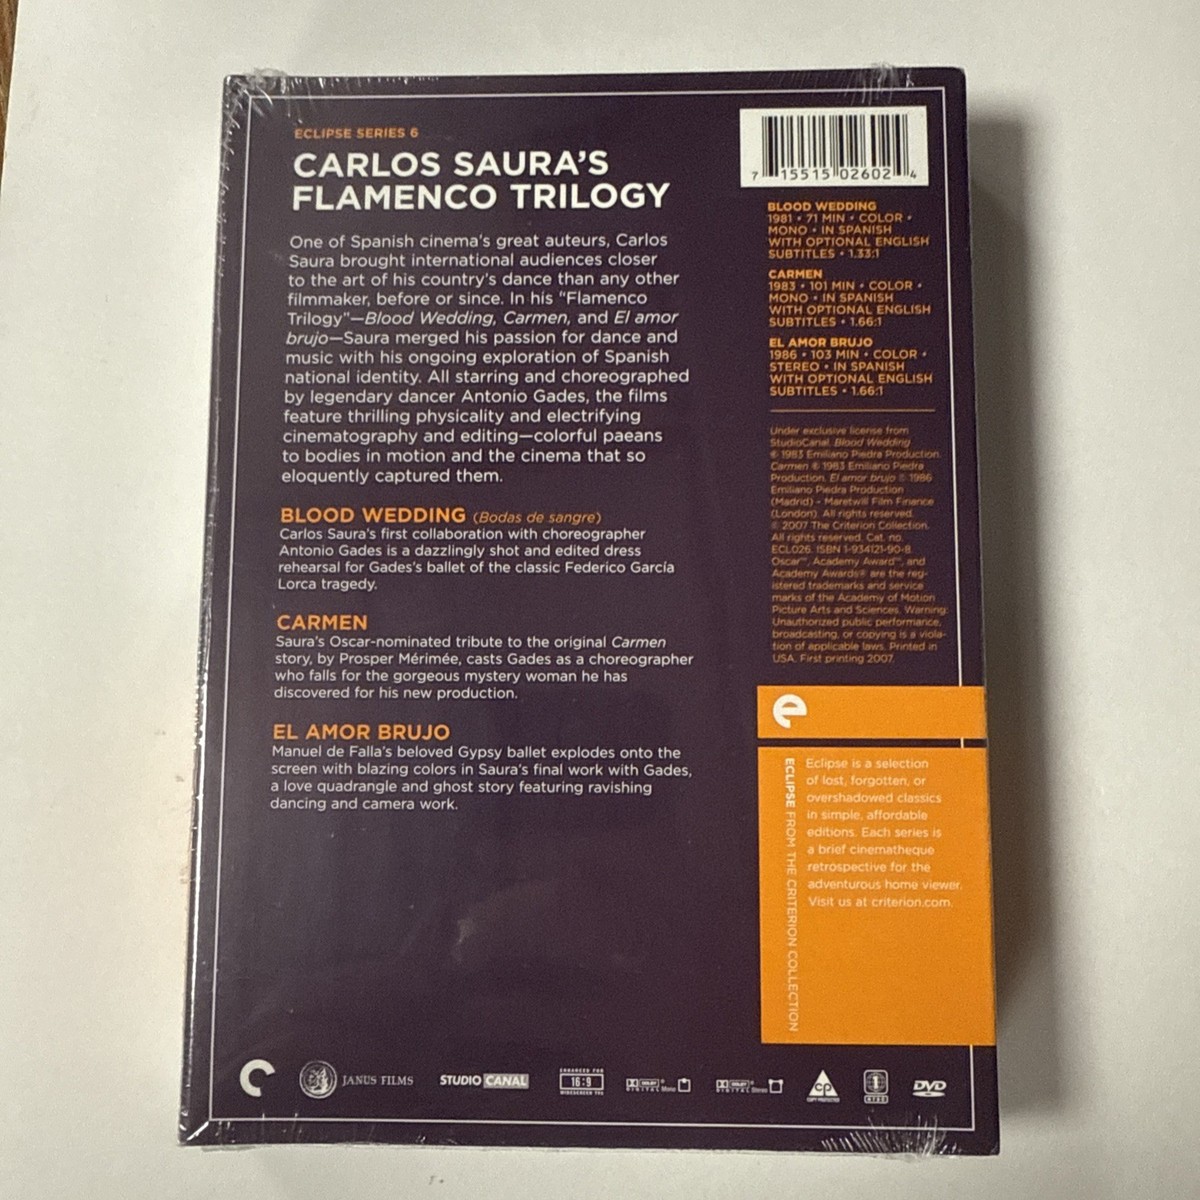 ECLIPSE SERIES 6
CARLOS SAURA'S
FLAMENCO TRILOGY
One of Spanish cinema's great auteurs, Carlos
Saura brought international audiences closer
to the art of his country's dance than any other
filmmaker, before or since. In his "Flamenco
Trilogy"—Blood Wedding, Carmen, and El amor
brujo—Saura merged his passion for dance and
music with his ongoing exploration of Spanish
national identity. All starring and choreographed
by legendary dancer Antonio Gades, the films
feature thrilling physicality and electrifying
cinematography and editing—colorful paeans
to bodies in motion and the cinema that so
eloquently captured them.
BLOOD WEDDING (Bodas de sangre)
Carlos Saura's first collaboration with choreographer
Antonio Gades is a dazzlingly shot and edited dress
rehearsal for Gades's ballet of the classic Federico García
Lorca tragedy.
CARMEN
Saura's Oscar-nominated tribute to the original Carmen
story, by Prosper Mérimée, casts Gades as a choreographer
who falls for the gorgeous mystery woman he has
discovered for his new production.
EL AMOR BRUJO
Manuel de Falla's beloved Gypsy ballet explodes onto the
screen with blazing colors in Saura's final work with Gades,
a love quadrangle and ghost story featuring ravishing
dancing and camera work.
7 15515 02602 4
BLOOD WEDDING
1981 • 71 MIN • COLOR •
MONO • IN SPANISH
WITH OPTIONAL ENGLISH
SUBTITLES • 1.33:1
CARMEN
1983 • 101 MIN • COLOR •
MONO • IN SPANISH
WITH OPTIONAL ENGLISH
SUBTITLES • 1.66:1
EL AMOR BRUJO
1986 • 103 MIN • COLOR •
STEREO • IN SPANISH
WITH OPTIONAL ENGLISH
SUBTITLES • 1.66:1
Under exclusive license from
StudioCanal. Blood Wedding
© 1983 Emiliano Piedra Production.
Carmen © 1983 Emiliano Piedra
Production. El amor brujo © 1986
Emiliano Piedra Production
(Madrid) - Maretwill Film Finance
(London). All rights reserved.
© 2007 The Criterion Collection.
All rights reserved. Cat. no.
ECL026. ISBN 1-934121-90-8.
Oscar™, Academy Award™, and
Academy Awards® are the reg-
istered trademarks and service
marks of the Academy of Motion
Picture Arts and Sciences. Warning:
Unauthorized public performance,
broadcasting, or copying is a viola-
tion of applicable laws. Printed in
USA. First printing 2007.
e
ECLIPSE FROM THE CRITERION COLLECTION
Eclipse is a selection
of lost, forgotten, or
overshadowed classics
in simple, affordable
editions. Each series is
a brief cinematheque
retrospective for the
adventurous home viewer.
Visit us at criterion.com.
JANUS FILMS
STUDIO CANAL
ENHANCED FOR
16:9
WIDESCREEN TVS
DOLBY DIGITAL Mono
DOLBY DIGITAL Stereo
CP
COPY PROTECTED
1
NTSC
DVD